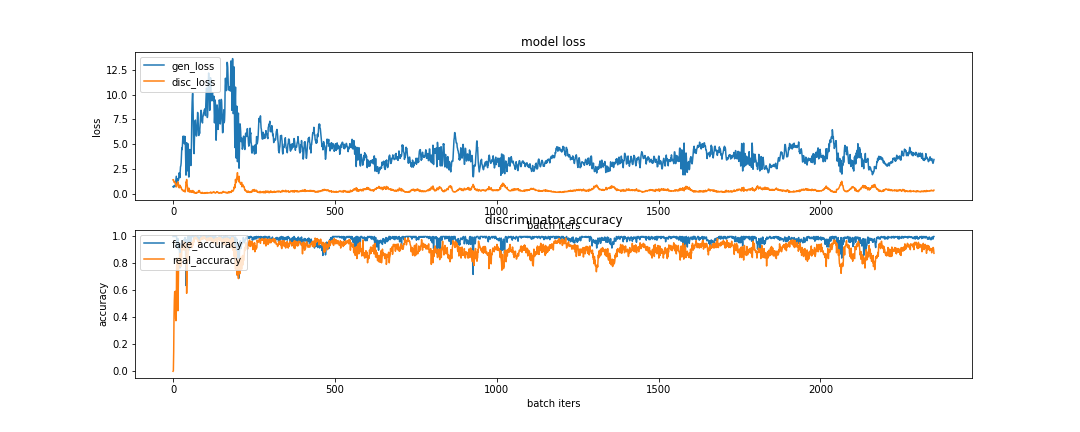 model loss
12.5
10.0
7.5
5.0
2.5
0.0
loss
gen_loss
disc_loss
0 500 1000 1500 2000
batch iters
discriminator accuracy
1.0
0.8
0.6
0.4
0.2
0.0
accuracy
fake_accuracy
real_accuracy
0 500 1000 1500 2000
batch iters